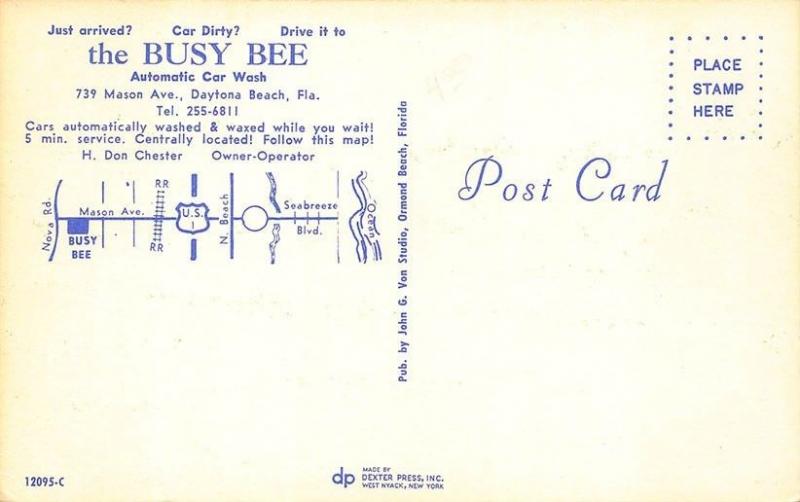 Just arrived? Car Dirty? Drive it to
the BUSY BEE
Automatic Car Wash
739 Mason Ave., Daytona Beach, Fla.
Tel. 255-6811
Cars automatically washed & waxed while you wait!
5 min. service. Centrally located! Follow this map!
H. Don Chester Owner-Operator
Nova Rd.
Mason Ave.
BUSY
BEE
RR
RR
U.S.
1
N. Beach
Seabreeze
Blvd.
Ocean
Pub. by John G. Von Studio, Ormond Beach, Florida
PLACE
STAMP
HERE
Post Card
12095-C
dp
MADE BY
DEXTER PRESS, INC.
WEST NYACK, NEW YORK